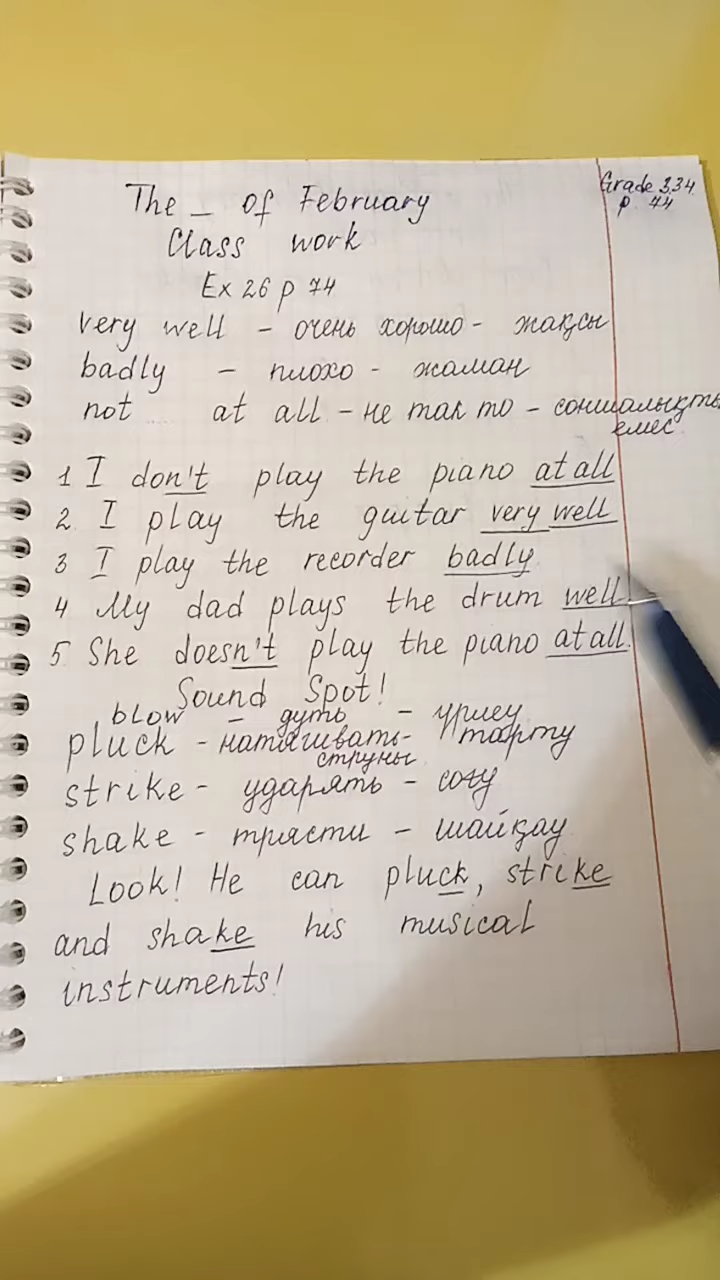 Grade 3,34.
p. 44
The _ of February
Class work
Ex 26 p 74
very well - очень хорошо - жақсы
badly - плохо - жаман
not ..... at all - не так то - соншалықты
емес.
1 I don't play the piano at all
2. I play the guitar very well
3 I play the recorder badly
4 My dad plays the drum well
5. She doesn't play the piano at all.
Sound Spot!
blow - дуть - үрлеу
pluck - натягивать - тарту
струны
strike - ударять - соғу
shake - трясти - шайқау
Look! He can pluck, strike
and shake his musical
instruments!